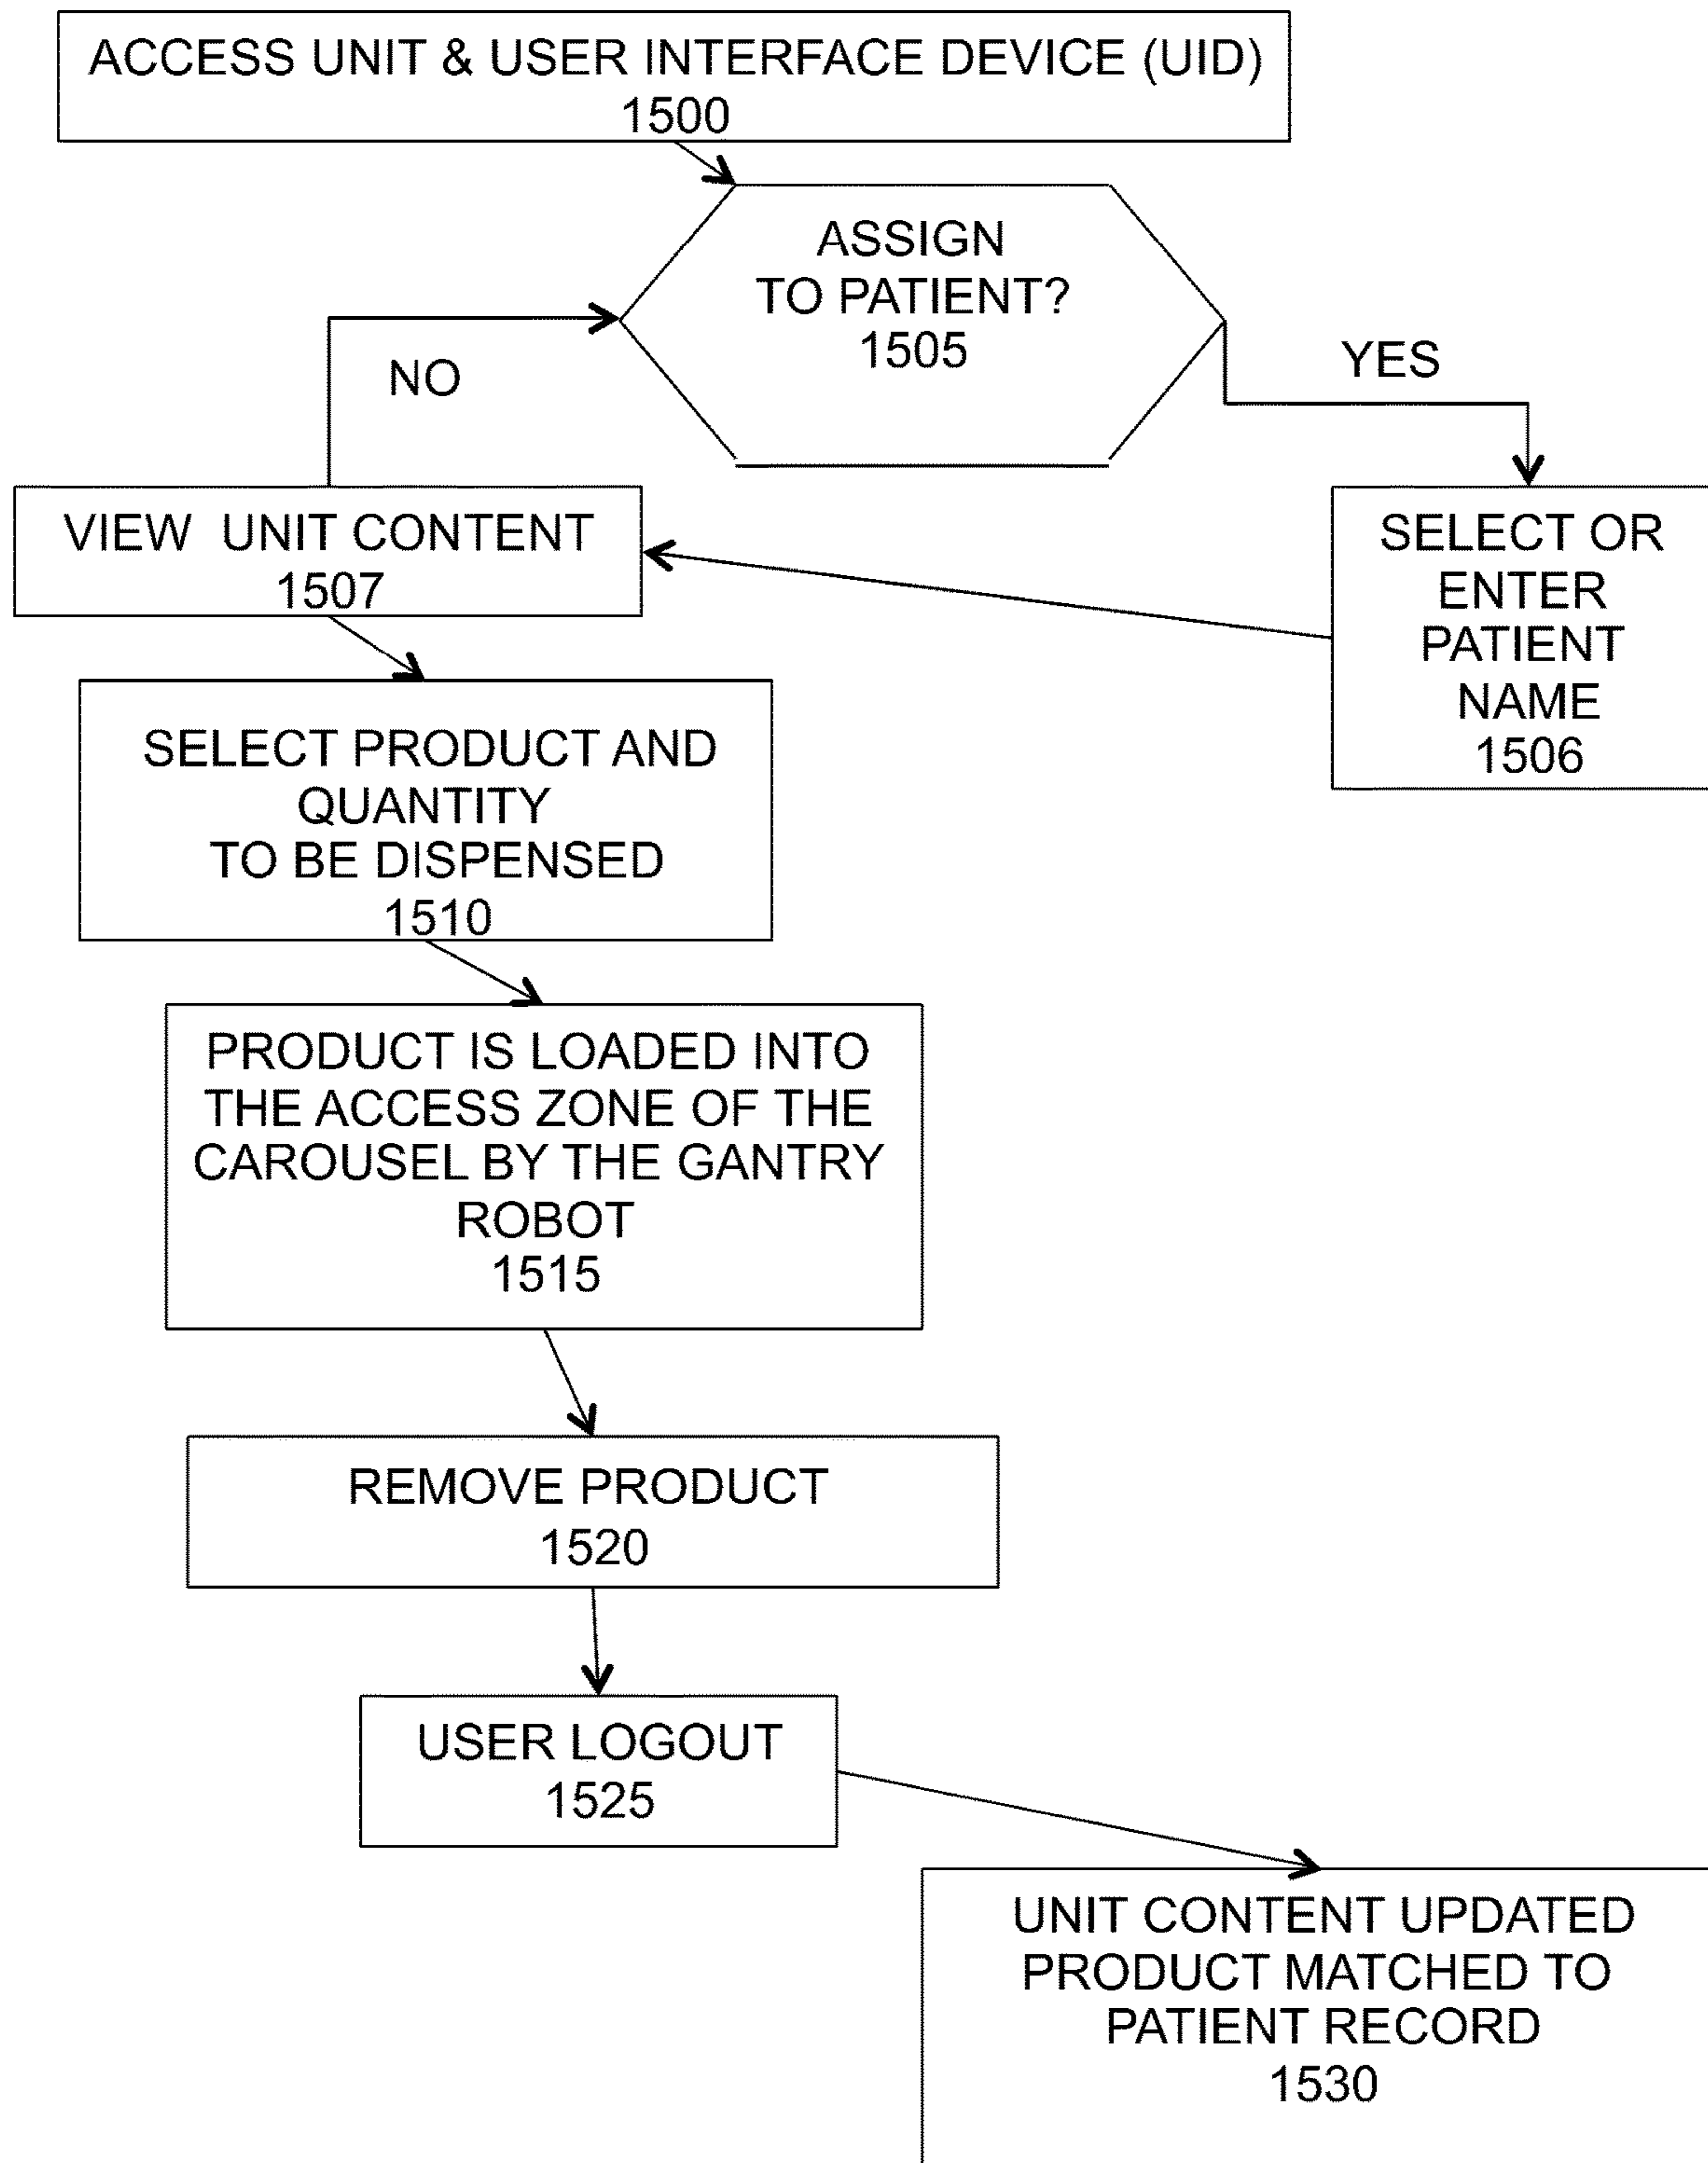 ACCESS UNIT & USER INTERFACE DEVICE (UID)
1500
ASSIGN
TO PATIENT?
1505
NO
YES
VIEW UNIT CONTENT
1507
SELECT OR
ENTER
PATIENT
NAME
1506
SELECT PRODUCT AND
QUANTITY
TO BE DISPENSED
1510
PRODUCT IS LOADED INTO
THE ACCESS ZONE OF THE
CAROUSEL BY THE GANTRY
ROBOT
1515
REMOVE PRODUCT
1520
USER LOGOUT
1525
UNIT CONTENT UPDATED
PRODUCT MATCHED TO
PATIENT RECORD
1530